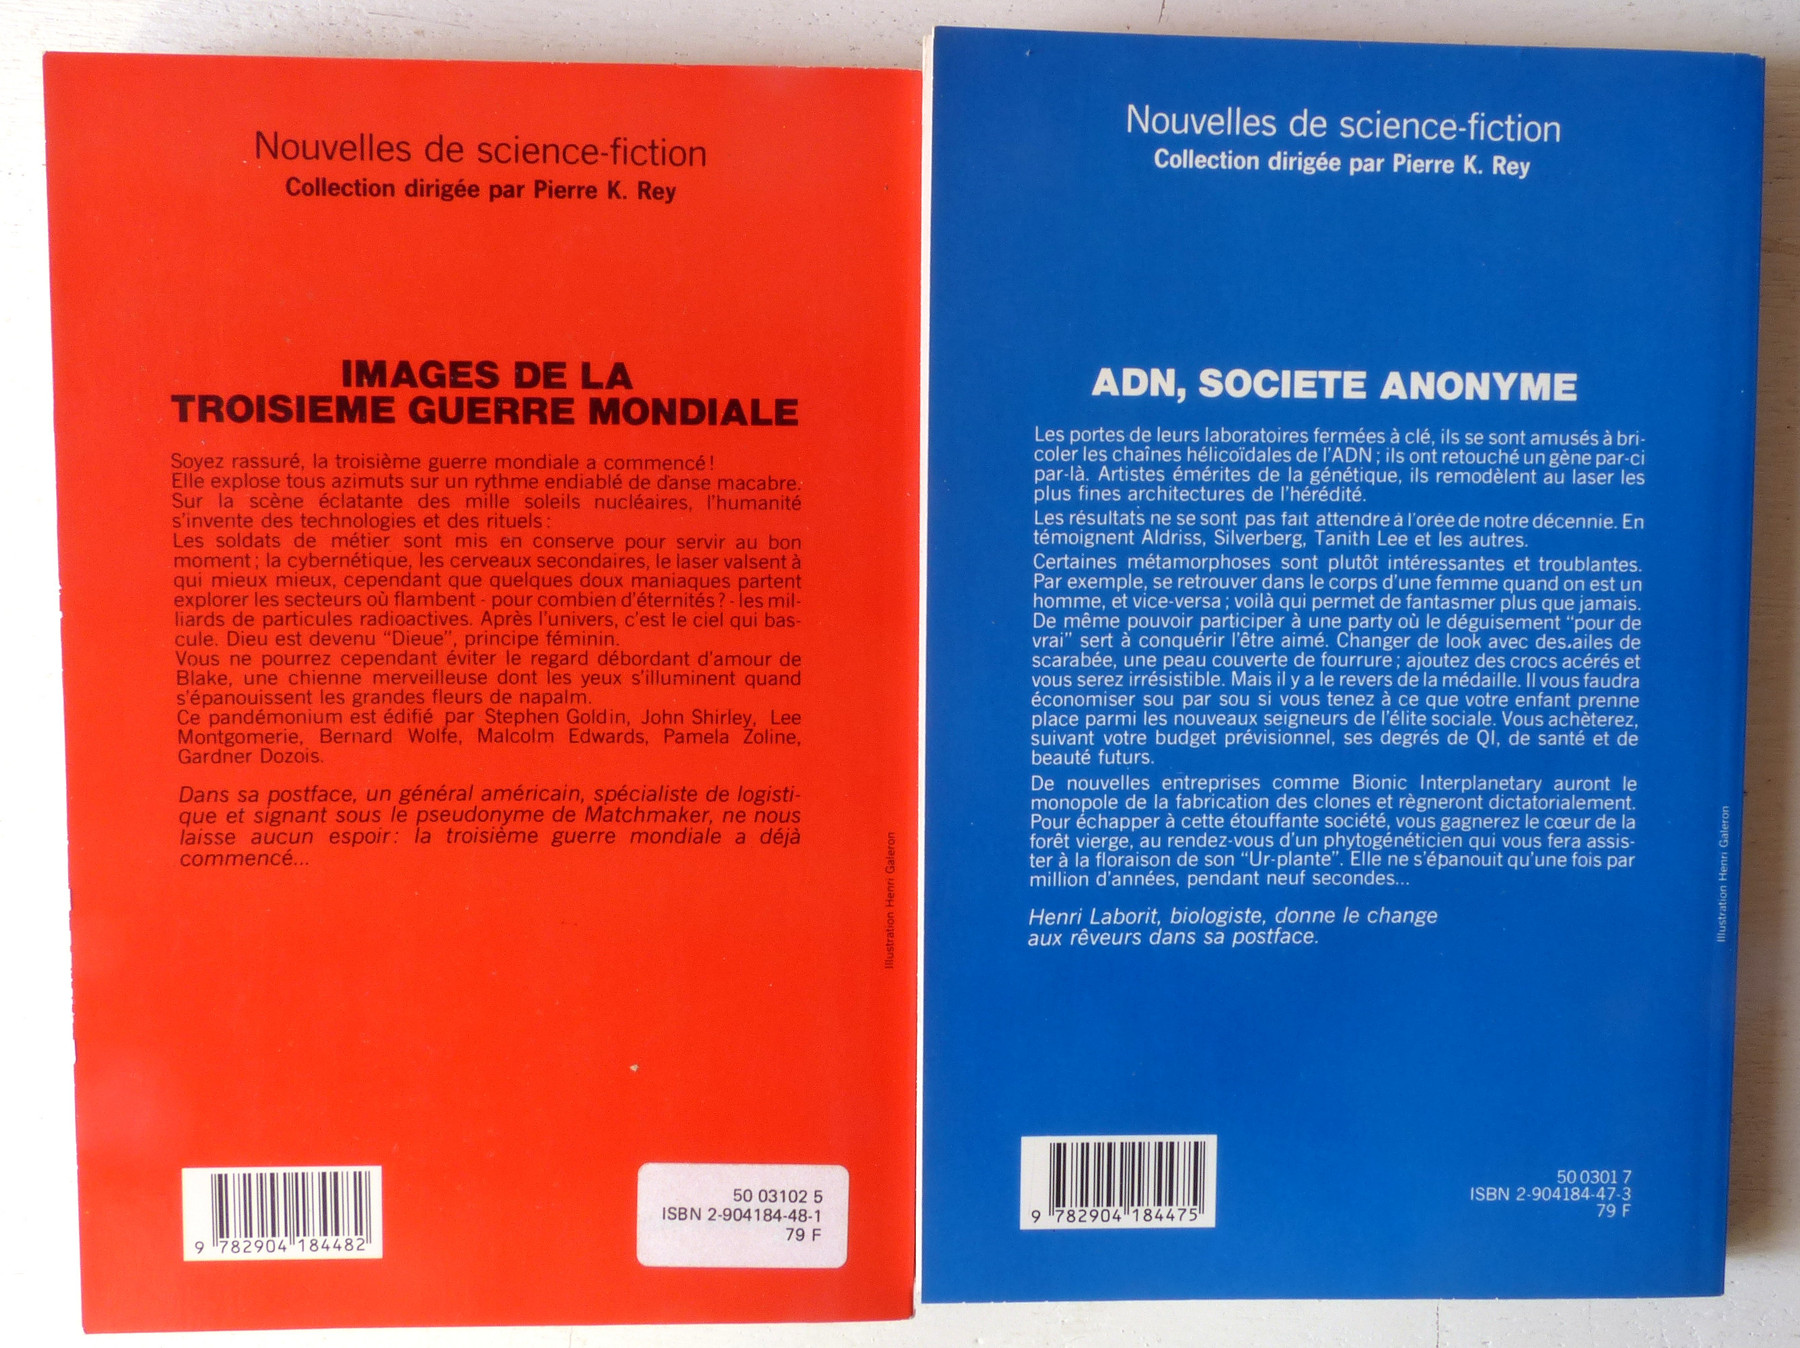 Nouvelles de science-fiction
Collection dirigée par Pierre K. Rey
IMAGES DE LA
TROISIEME GUERRE MONDIALE
Soyez rassuré, la troisième guerre mondiale a commencé !
Elle explose tous azimuts sur un rythme endiablé de danse macabre.
Sur la scène éclatante des mille soleils nucléaires, l'humanité
s'invente des technologies et des rituels :
Les soldats de métier sont mis en conserve pour servir au bon
moment ; la cybernétique, les cerveaux secondaires, le laser valsent à
qui mieux mieux, cependant que quelques doux maniaques partent
explorer les secteurs où flambent - pour combien d'éternités ? - les mil-
liards de particules radioactives. Après l'univers, c'est le ciel qui bas-
cule. Dieu est devenu "Dieue", principe féminin.
Vous ne pourrez cependant éviter le regard débordant d'amour de
Blake, une chienne merveilleuse dont les yeux s'illuminent quand
s'épanouissent les grandes fleurs de napalm.
Ce pandémonium est édifié par Stephen Goldin, John Shirley, Lee
Montgomerie, Bernard Wolfe, Malcolm Edwards, Pamela Zoline,
Gardner Dozois.
Dans sa postface, un général américain, spécialiste de logisti-
que et signant sous le pseudonyme de Matchmaker, ne nous
laisse aucun espoir : la troisième guerre mondiale a déjà
commencé...
Illustration Henri Galeron
9 782904 184482
50 03102 5
ISBN 2-904184-48-1
79 F
Nouvelles de science-fiction
Collection dirigée par Pierre K. Rey
ADN, SOCIETE ANONYME
Les portes de leurs laboratoires fermées à clé, ils se sont amusés à bri-
coler les chaînes hélicoïdales de l'ADN ; ils ont retouché un gène par-ci
par-là. Artistes émérites de la génétique, ils remodèlent au laser les
plus fines architectures de l'hérédité.
Les résultats ne se sont pas fait attendre à l'orée de notre décennie. En
témoignent Aldriss, Silverberg, Tanith Lee et les autres.
Certaines métamorphoses sont plutôt intéressantes et troublantes.
Par exemple, se retrouver dans le corps d'une femme quand on est un
homme, et vice-versa ; voilà qui permet de fantasmer plus que jamais.
De même pouvoir participer à une party où le déguisement "pour de
vrai" sert à conquérir l'être aimé. Changer de look avec des.ailes de
scarabée, une peau couverte de fourrure ; ajoutez des crocs acérés et
vous serez irrésistible. Mais il y a le revers de la médaille. Il vous faudra
économiser sou par sou si vous tenez à ce que votre enfant prenne
place parmi les nouveaux seigneurs de l'élite sociale. Vous achèterez,
suivant votre budget prévisionnel, ses degrés de QI, de santé et de
beauté futurs.
De nouvelles entreprises comme Bionic Interplanetary auront le
monopole de la fabrication des clones et règneront dictatorialement.
Pour échapper à cette étouffante société, vous gagnerez le cœur de la
forêt vierge, au rendez-vous d'un phytogénéticien qui vous fera assis-
ter à la floraison de son "Ur-plante". Elle ne s'épanouit qu'une fois par
million d'années, pendant neuf secondes...
Henri Laborit, biologiste, donne le change
aux rêveurs dans sa postface.
Illustration Henri Galeron
9 782904 184475
50 0301 7
ISBN 2-904184-47-3
79 F